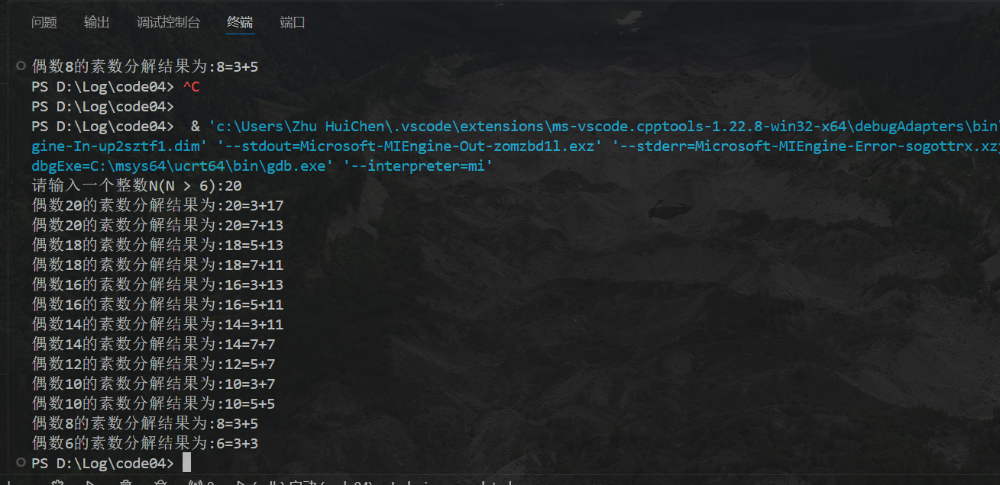 问题 输出 调试控制台 终端 端口
偶数8的素数分解结果为:8=3+5
PS D:\Log\code04> ^C
PS D:\Log\code04>
PS D:\Log\code04>  & 'c:\Users\Zhu HuiChen\.vscode\extensions\ms-vscode.cpptools-1.22.8-win32-x64\debugAdapters\bin
gine-In-up2sztf1.dim' '--stdout=Microsoft-MIEngine-Out-zomzbd1l.exz' '--stderr=Microsoft-MIEngine-Error-sogottrx.xz
dbgExe=C:\msys64\ucrt64\bin\gdb.exe' '--interpreter=mi'
请输入一个整数N(N > 6):20
偶数20的素数分解结果为:20=3+17
偶数20的素数分解结果为:20=7+13
偶数18的素数分解结果为:18=5+13
偶数18的素数分解结果为:18=7+11
偶数16的素数分解结果为:16=3+13
偶数16的素数分解结果为:16=5+11
偶数14的素数分解结果为:14=3+11
偶数14的素数分解结果为:14=7+7
偶数12的素数分解结果为:12=5+7
偶数10的素数分解结果为:10=3+7
偶数10的素数分解结果为:10=5+5
偶数8的素数分解结果为:8=3+5
偶数6的素数分解结果为:6=3+3
PS D:\Log\code04>